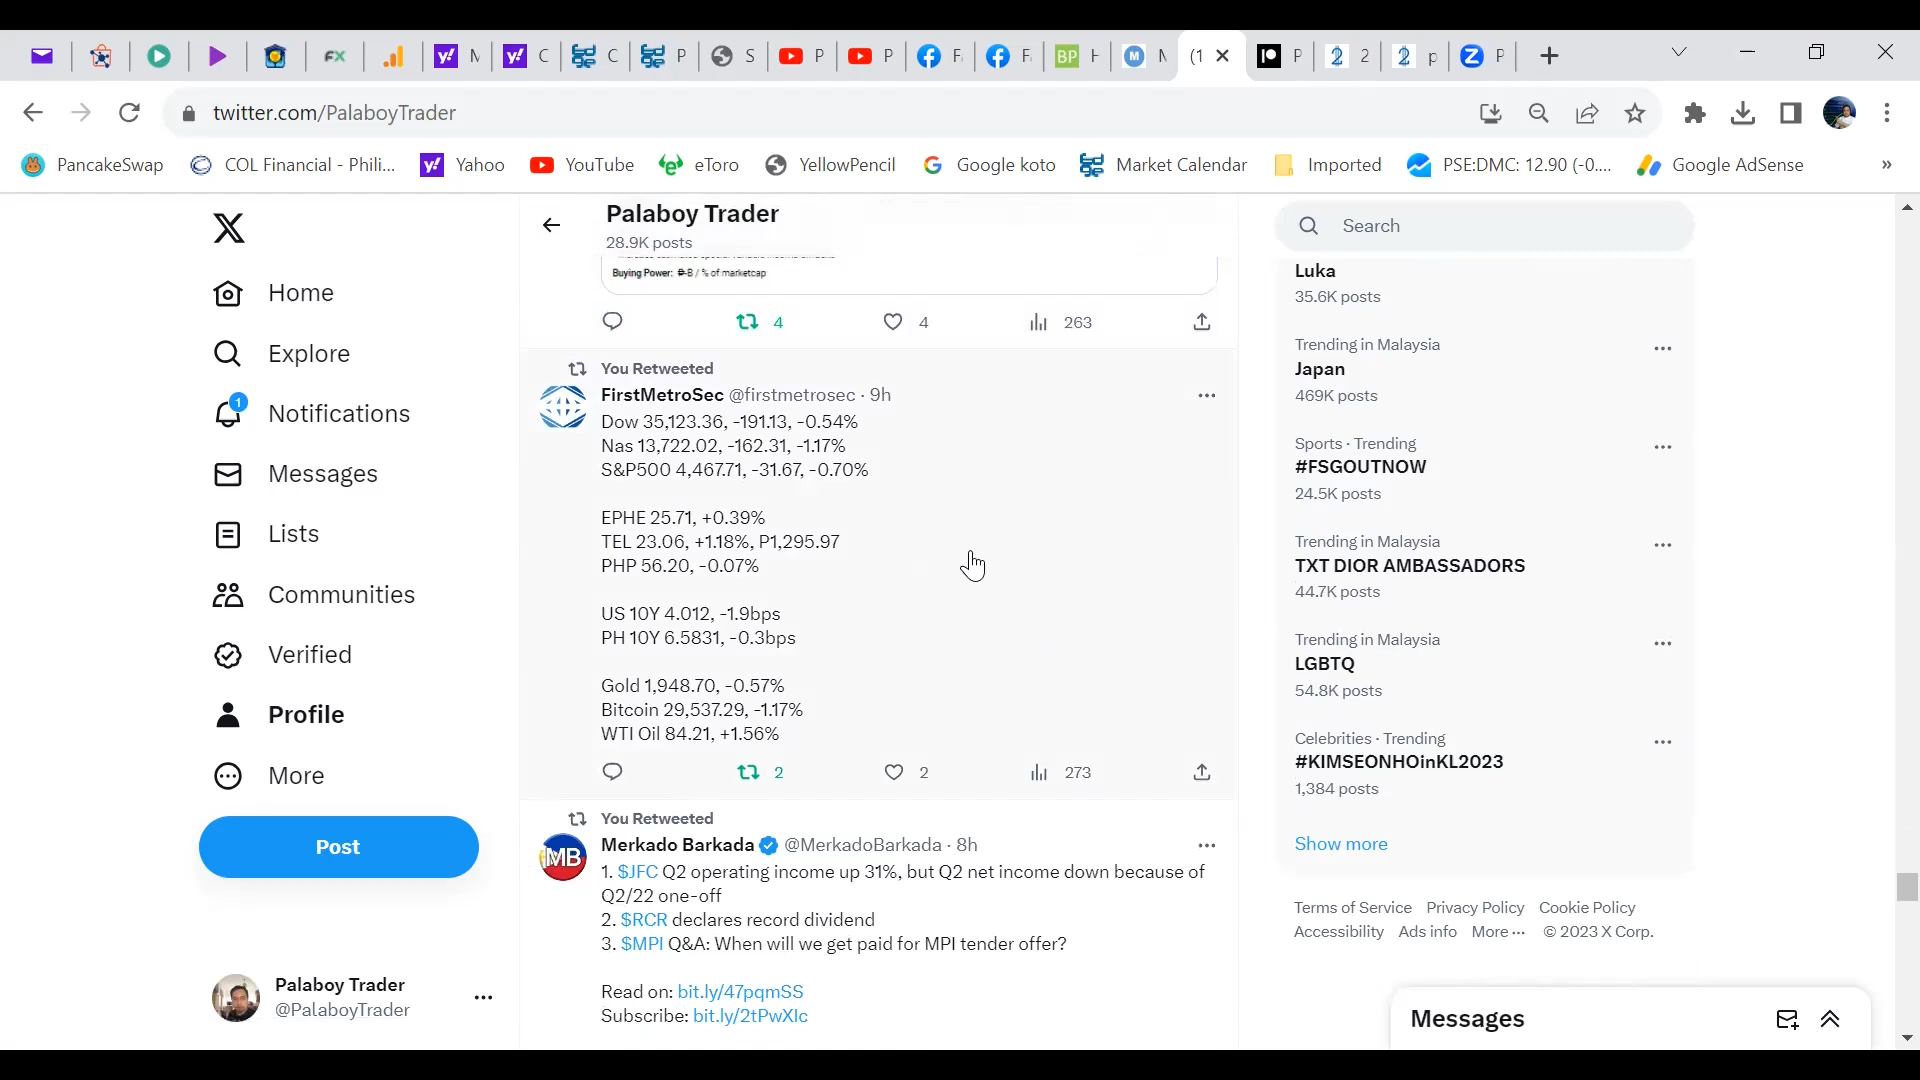 M
C
C
P
S
P
P
F
F
H
M
(1
P
2
p
P
twitter.com/PalaboyTrader
PancakeSwap
COL Financial - Phili...
Yahoo
YouTube
eToro
YellowPencil
Google koto
Market Calendar
Imported
PSE:DMC: 12.90 (-0....
Google AdSense
»
Home
Explore
1
Notifications
Messages
Lists
Communities
Verified
Profile
More
Post
Palaboy Trader
@PalaboyTrader
Palaboy Trader
28.9K posts
Buying Power: ₱-B / % of marketcap
4
4
263
You Retweeted
FirstMetroSec @firstmetrosec · 9h
Dow 35,123.36, -191.13, -0.54%
Nas 13,722.02, -162.31, -1.17%
S&P500 4,467.71, -31.67, -0.70%
EPHE 25.71, +0.39%
TEL 23.06, +1.18%, P1,295.97
PHP 56.20, -0.07%
US 10Y 4.012, -1.9bps
PH 10Y 6.5831, -0.3bps
Gold 1,948.70, -0.57%
Bitcoin 29,537.29, -1.17%
WTI Oil 84.21, +1.56%
2
2
273
You Retweeted
MB
Merkado Barkada @MerkadoBarkada · 8h
1. $JFC Q2 operating income up 31%, but Q2 net income down because of
Q2/22 one-off
2. $RCR declares record dividend
3. $MPI Q&A: When will we get paid for MPI tender offer?
Read on: bit.ly/47pqmSS
Subscribe: bit.ly/2tPwXIc
Search
Luka
35.6K posts
Trending in Malaysia
Japan
469K posts
Sports · Trending
#FSGOUTNOW
24.5K posts
Trending in Malaysia
TXT DIOR AMBASSADORS
44.7K posts
Trending in Malaysia
LGBTQ
54.8K posts
Celebrities · Trending
#KIMSEONHOinKL2023
1,384 posts
Show more
Terms of Service Privacy Policy Cookie Policy
Accessibility Ads info More ··· © 2023 X Corp.
Messages